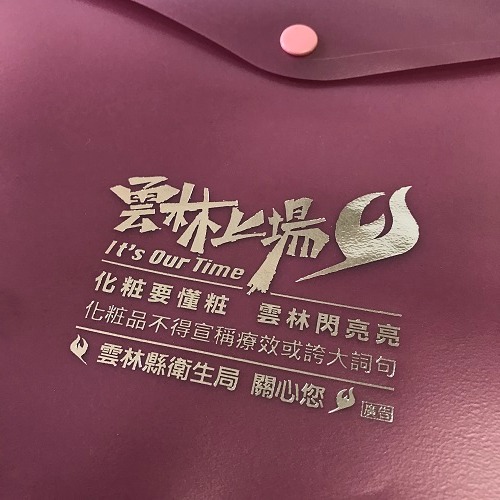 雲林上場
It's Our Time
化粧要懂粧 雲林閃亮亮
化粧品不得宣稱療效或誇大詞句
雲林縣衛生局 關心您 廣告